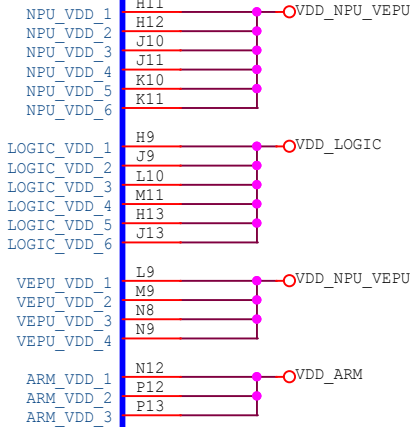 NPU_VDD_1 H11 VDD_NPU_VEPU
NPU_VDD_2 H12
NPU_VDD_3 J10
NPU_VDD_4 J11
NPU_VDD_5 K10
NPU_VDD_6 K11
LOGIC_VDD_1 H9 VDD_LOGIC
LOGIC_VDD_2 J9
LOGIC_VDD_3 L10
LOGIC_VDD_4 M11
LOGIC_VDD_5 H13
LOGIC_VDD_6 J13
VEPU_VDD_1 L9 VDD_NPU_VEPU
VEPU_VDD_2 M9
VEPU_VDD_3 N8
VEPU_VDD_4 N9
ARM_VDD_1 N12 VDD_ARM
ARM_VDD_2 P12
ARM_VDD_3 P13